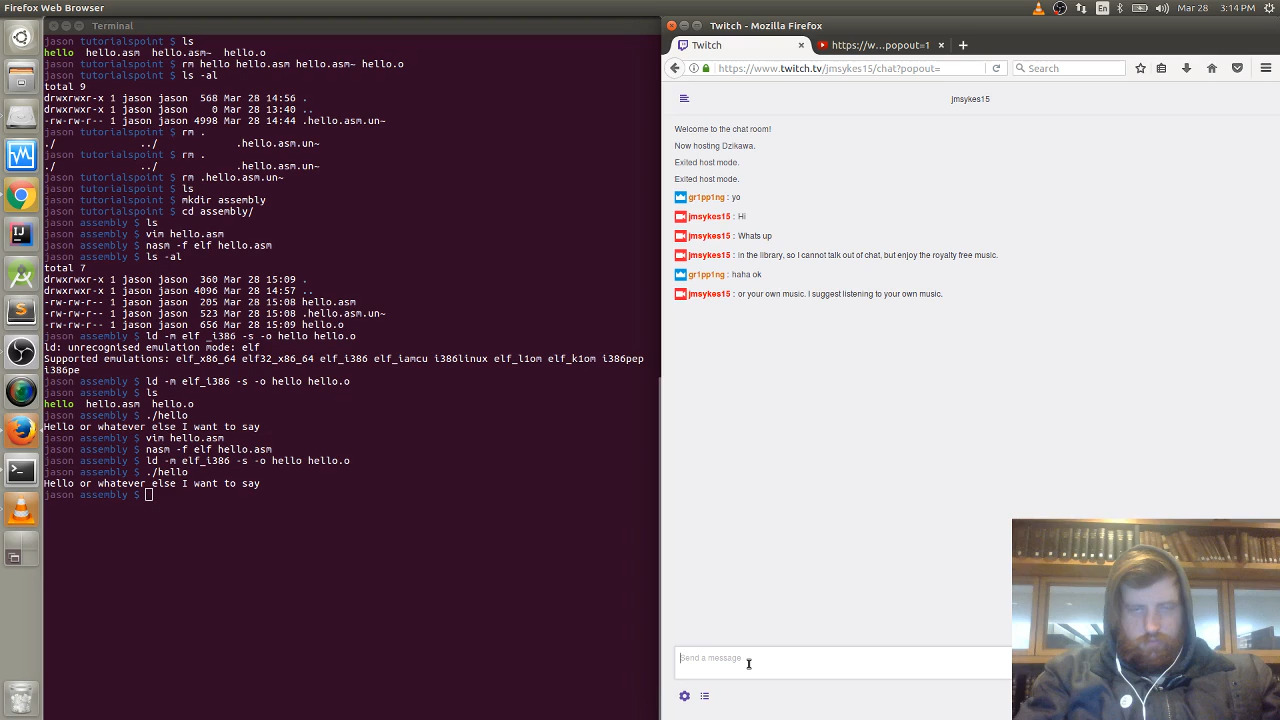 Firefox Web Browser
En
Mar 28
3:14 PM
Terminal
jason tutorialspoint $ ls
hello  hello.asm  hello.asm~  hello.o
jason tutorialspoint $ rm hello hello.asm hello.asm~ hello.o
jason tutorialspoint $ ls -al
total 9
drwxrwxr-x 1 jason jason  568 Mar 28 14:56 .
drwxrwxr-x 1 jason jason    0 Mar 28 13:40 ..
-rw-rw-r-- 1 jason jason 4998 Mar 28 14:44 .hello.asm.un~
jason tutorialspoint $ rm .
./             ../            .hello.asm.un~
jason tutorialspoint $ rm .
./             ../            .hello.asm.un~
jason tutorialspoint $ rm .hello.asm.un~
jason tutorialspoint $ ls
jason tutorialspoint $ mkdir assembly
jason tutorialspoint $ cd assembly/
jason assembly $ ls
jason assembly $ vim hello.asm
jason assembly $ nasm -f elf hello.asm
jason assembly $ ls -al
total 7
drwxrwxr-x 1 jason jason  360 Mar 28 15:09 .
drwxrwxr-x 1 jason jason 4096 Mar 28 14:57 ..
-rw-rw-r-- 1 jason jason  205 Mar 28 15:08 hello.asm
-rw-rw-r-- 1 jason jason  523 Mar 28 15:08 .hello.asm.un~
-rw-rw-r-- 1 jason jason  656 Mar 28 15:09 hello.o
jason assembly $ ld -m elf _i386 -s -o hello hello.o
ld: unrecognised emulation mode: elf
Supported emulations: elf_x86_64 elf32_x86_64 elf_i386 elf_iamcu i386linux elf_l1om elf_k1om i386pep
i386pe
jason assembly $ ld -m elf_i386 -s -o hello hello.o
jason assembly $ ls
hello  hello.asm  hello.o
jason assembly $ ./hello
Hello or whatever else I want to say
jason assembly $ vim hello.asm
jason assembly $ nasm -f elf hello.asm
jason assembly $ ld -m elf_i386 -s -o hello hello.o
jason assembly $ ./hello
Hello or whatever else I want to say
jason assembly $
Twitch - Mozilla Firefox
Twitch
https://w...popout=1
https://www.twitch.tv/jmsykes15/chat?popout=
Search
jmsykes15
Welcome to the chat room!
Now hosting Dzikawa.
Exited host mode.
Exited host mode.
gr1pp1ng : yo
jmsykes15 : Hi
jmsykes15 : Whats up
jmsykes15 : in the library, so I cannot talk out of chat, but enjoy the royalty free music.
gr1pp1ng : haha ok
jmsykes15 : or your own music. I suggest listening to your own music.
Send a message